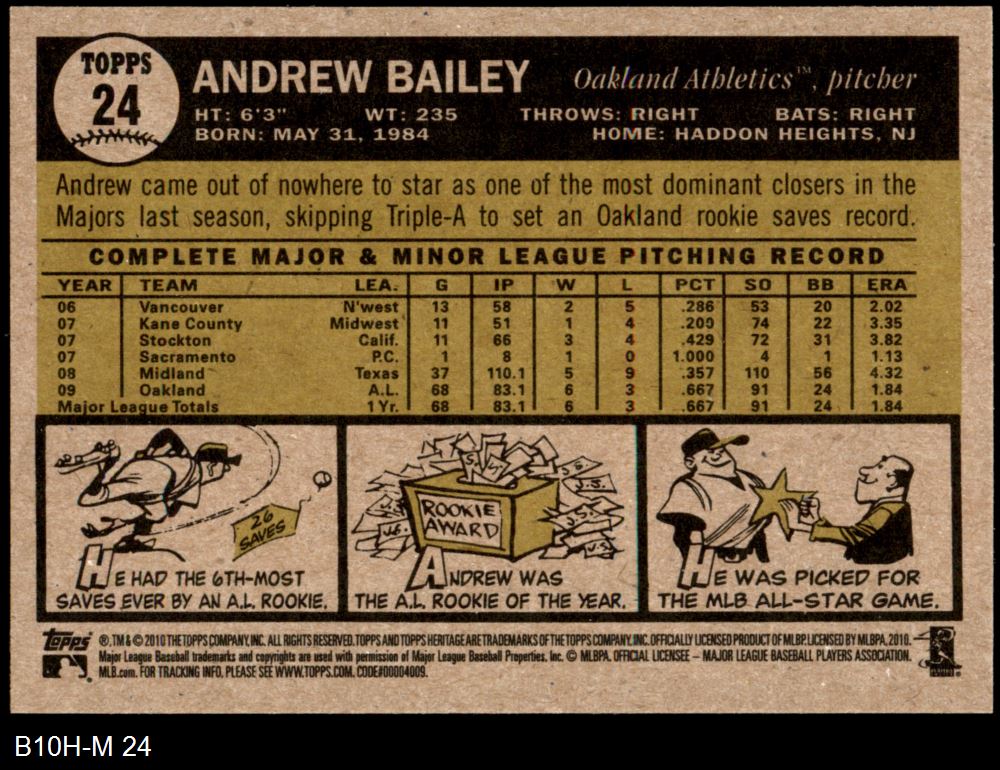 TOPPS
24
ANDREW BAILEY Oakland Athletics™, pitcher
HT: 6'3" WT: 235 THROWS: RIGHT BATS: RIGHT
BORN: MAY 31, 1984 HOME: HADDON HEIGHTS, NJ
Andrew came out of nowhere to star as one of the most dominant closers in the
Majors last season, skipping Triple-A to set an Oakland rookie saves record.
COMPLETE MAJOR & MINOR LEAGUE PITCHING RECORD
YEAR TEAM LEA. G IP W L PCT SO BB ERA
06 Vancouver N'west 13 58 2 5 .286 53 20 2.02
07 Kane County Midwest 11 51 1 4 .200 74 22 3.35
07 Stockton Calif. 11 66 3 4 .429 72 31 3.82
07 Sacramento P.C. 1 8 1 0 1.000 4 1 1.13
08 Midland Texas 37 110.1 5 9 .357 110 56 4.32
09 Oakland A.L. 68 83.1 6 3 .667 91 24 1.84
Major League Totals 1 Yr. 68 83.1 6 3 .667 91 24 1.84
26
SAVES
HE HAD THE 6TH-MOST
SAVES EVER BY AN A.L. ROOKIE.
ROOKIE
AWARD
ANDREW WAS
THE A.L. ROOKIE OF THE YEAR.
HE WAS PICKED FOR
THE MLB ALL-STAR GAME.
Topps ®, TM & © 2010 THE TOPPS COMPANY, INC. ALL RIGHTS RESERVED. TOPPS AND TOPPS HERITAGE ARE TRADEMARKS OF THE TOPPS COMPANY, INC. OFFICIALLY LICENSED PRODUCT OF MLBP. LICENSED BY MLBPA, 2010.
Major League Baseball trademarks and copyrights are used with permission of Major League Baseball Properties, Inc. © MLBPA. OFFICIAL LICENSEE – MAJOR LEAGUE BASEBALL PLAYERS ASSOCIATION.
MLB.com. FOR TRACKING INFO, PLEASE SEE WWW.TOPPS.COM. CODE#00004009.
B10H-M 24